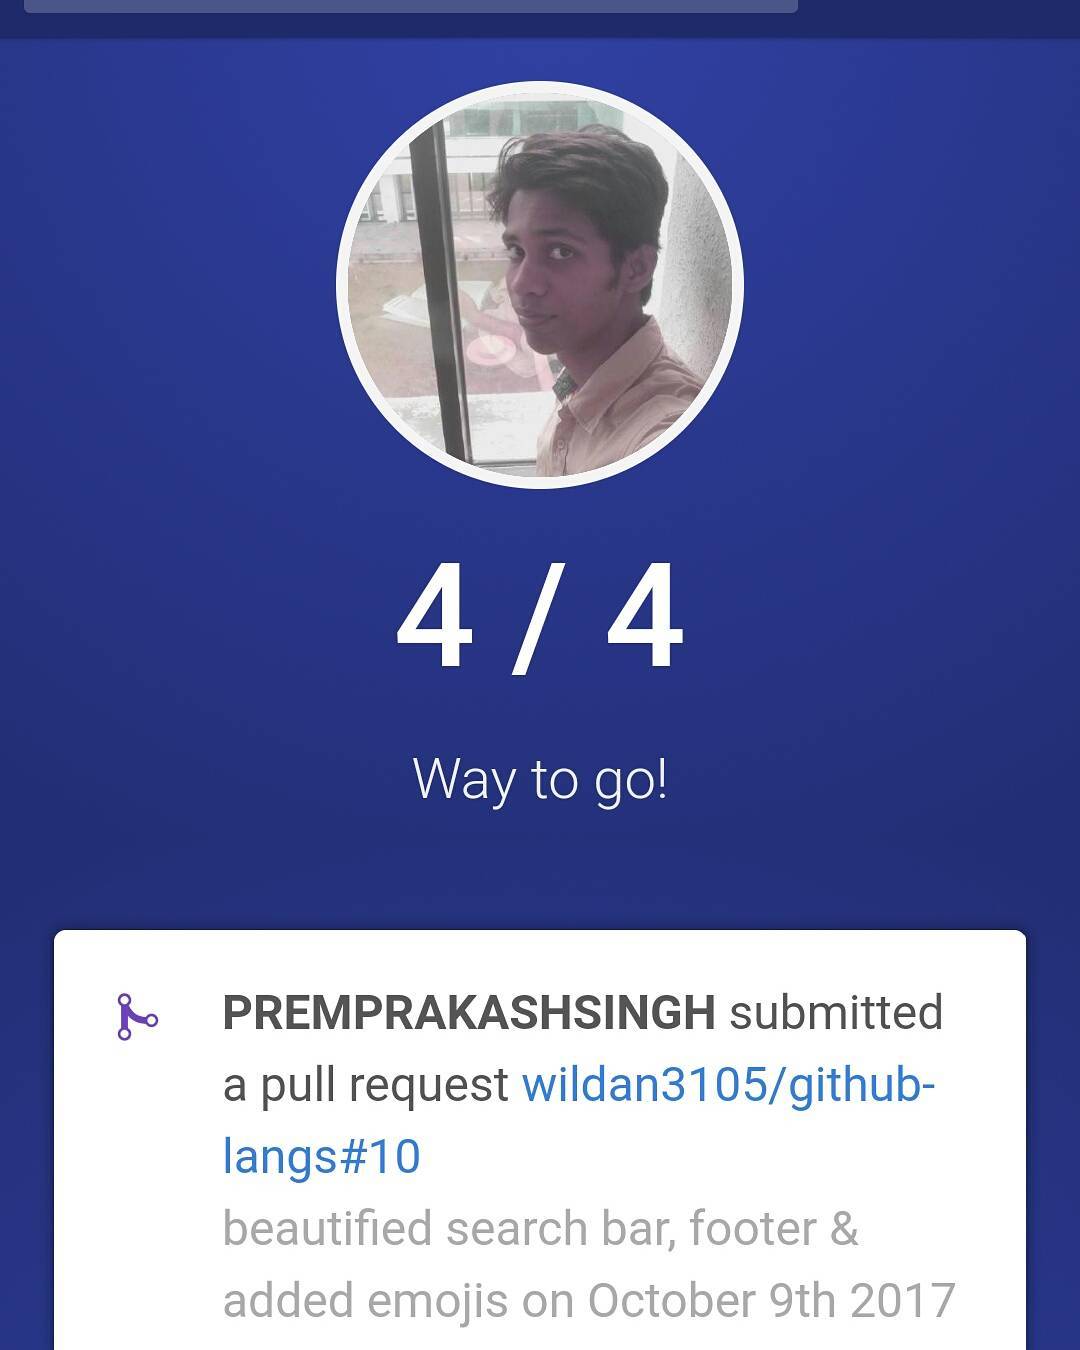 4 / 4
Way to go!
PREMPRAKASHSINGH submitted
a pull request wildan3105/github-
langs#10
beautified search bar, footer &
added emojis on October 9th 2017